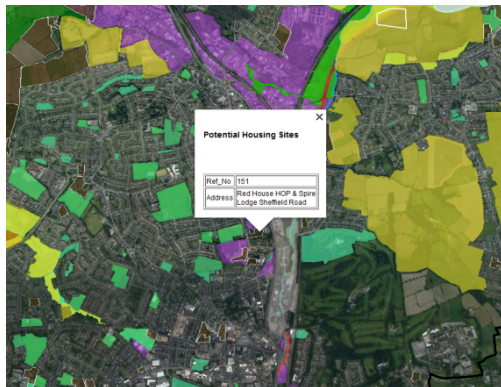 ×
Potential Housing Sites
Ref_No 151
Address Red House HOP & Spire
Lodge Sheffield Road